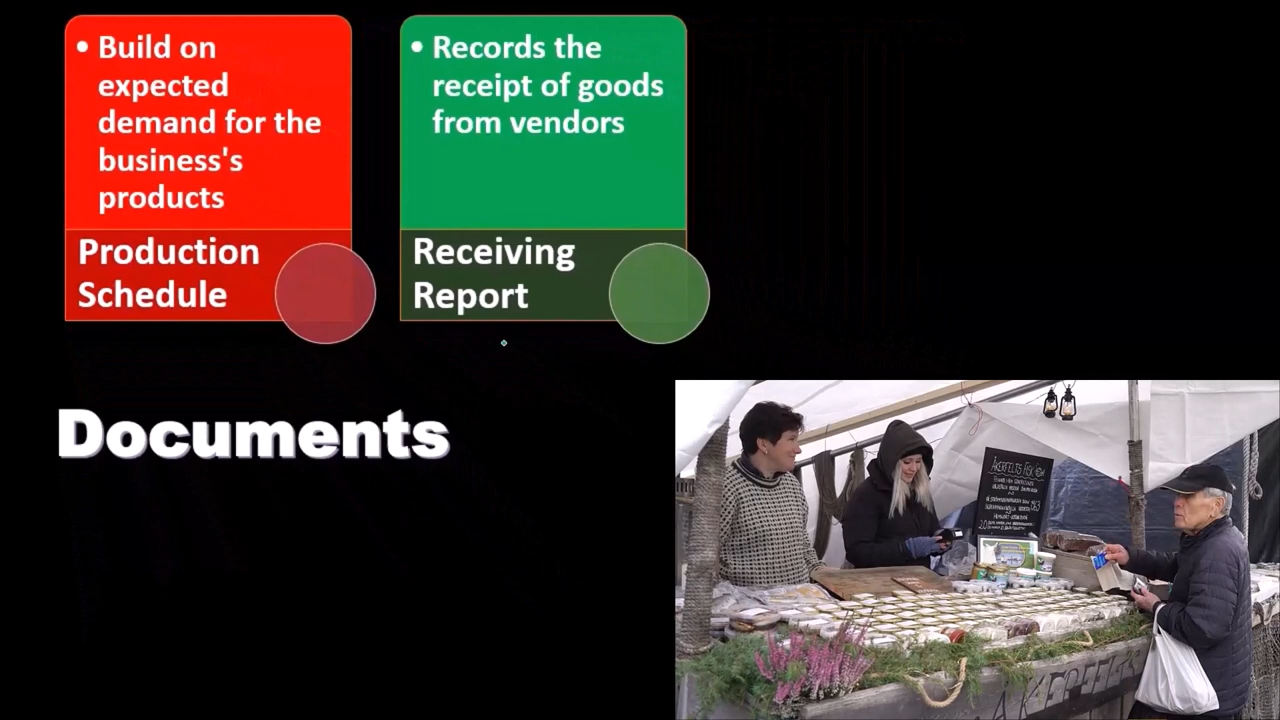 • Build on
expected
demand for the
business's
products
Production
Schedule
• Records the
receipt of goods
from vendors
Receiving
Report
Documents